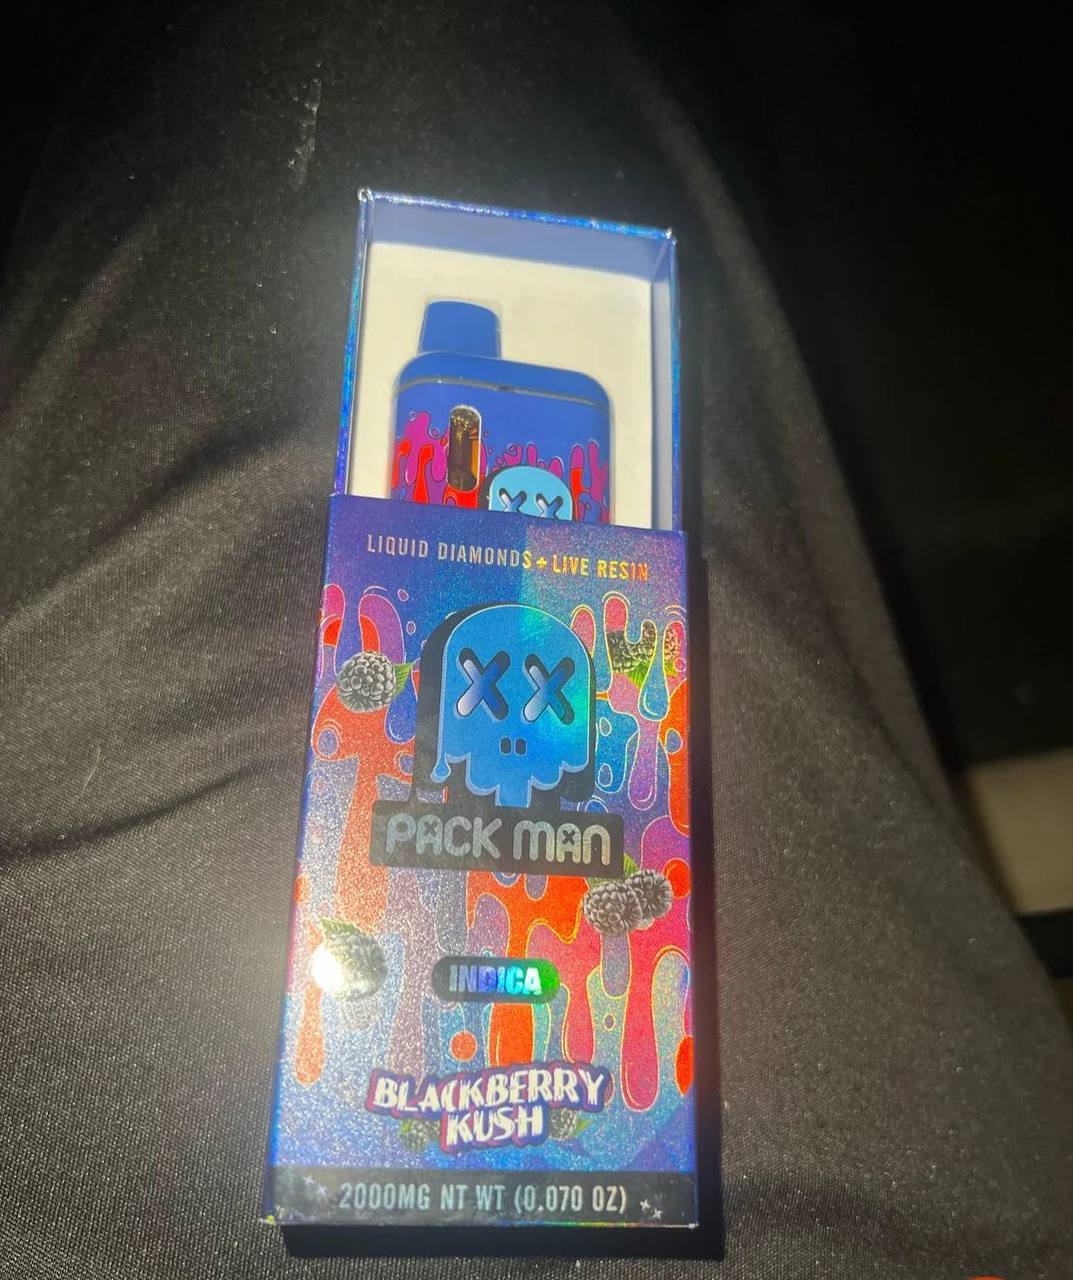 LIQUID DIAMONDS + LIVE RESIN
PACK MAN
INDICA
BLACKBERRY
KUSH
2000MG NT WT (0.070 OZ)